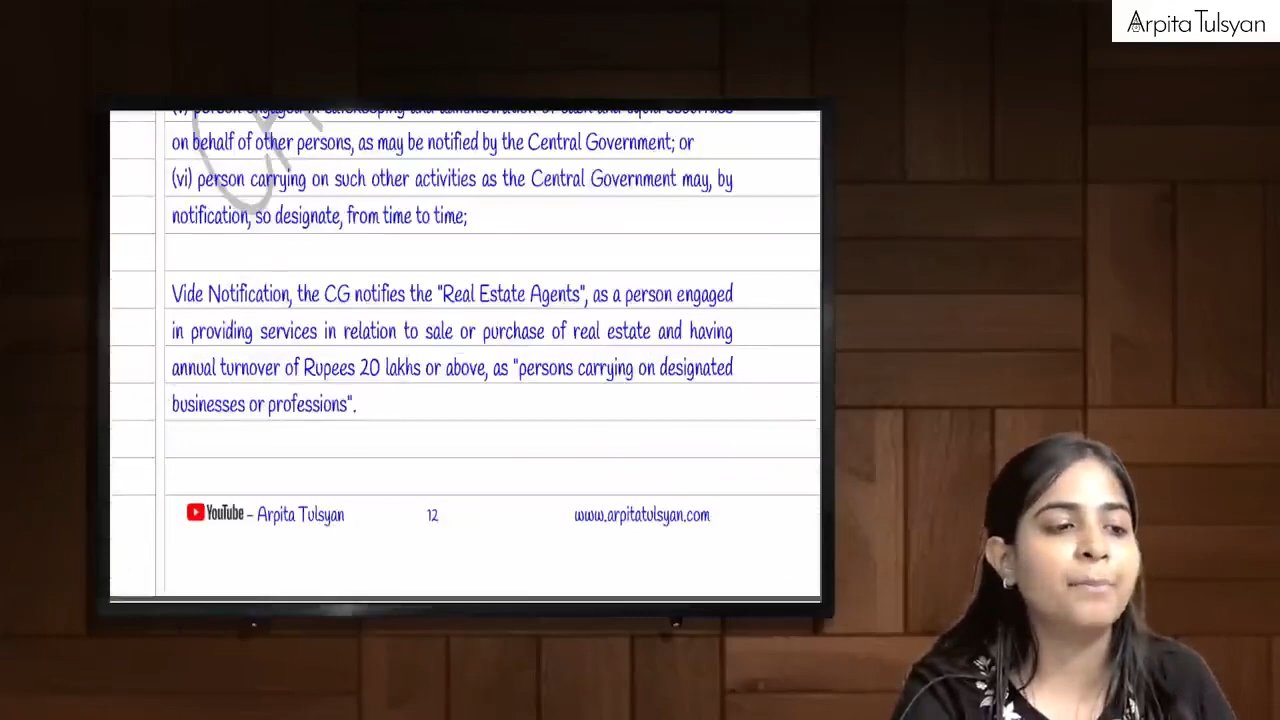 Arpita Tulsyan
on behalf of other persons, as may be notified by the Central Government; or
(vi) person carrying on such other activities as the Central Government may, by
notification, so designate, from time to time;
Vide Notification, the CG notifies the "Real Estate Agents", as a person engaged
in providing services in relation to sale or purchase of real estate and having
annual turnover of Rupees 20 lakhs or above, as "persons carrying on designated
businesses or professions".
YouTube - Arpita Tulsyan 12 www.arpitatulsyan.com